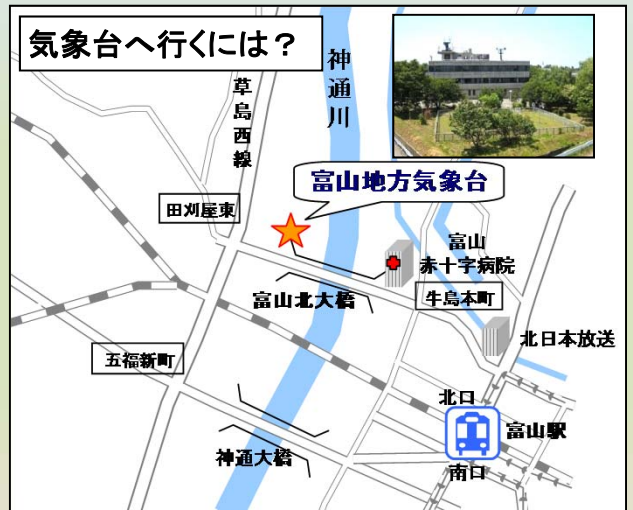 気象台へ行くには？
神通川
草島西線
富山地方気象台
田刈屋東
富山
赤十字病院
富山北大橋
牛島本町
北日本放送
五福新町
北口
富山駅
神通大橋
南口